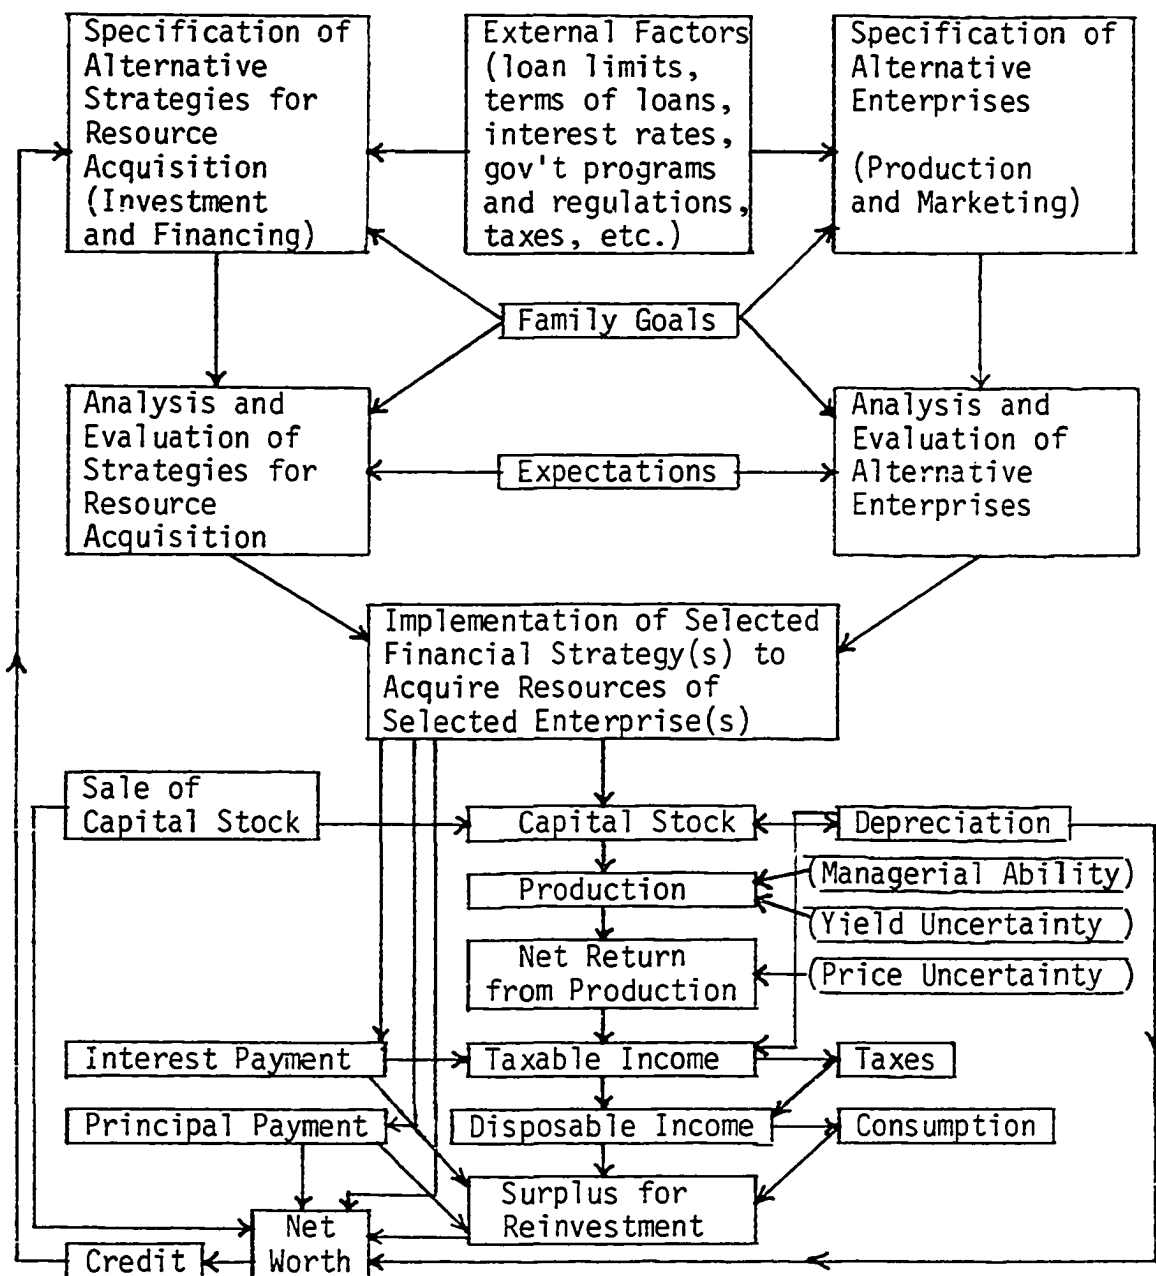 Specification of
Alternative
Strategies for
Resource
Acquisition
(Investment
and Financing)
External Factors
(loan limits,
terms of loans,
interest rates,
gov't programs
and regulations,
taxes, etc.)
Specification of
Alternative
Enterprises
(Production
and Marketing)
Family Goals
Analysis and
Evaluation of
Strategies for
Resource
Acquisition
Expectations
Analysis and
Evaluation of
Alternative
Enterprises
Implementation of Selected
Financial Strategy(s) to
Acquire Resources of
Selected Enterprise(s)
Sale of
Capital Stock
Capital Stock
Depreciation
Production
(Managerial Ability)
(Yield Uncertainty )
Net Return
from Production
(Price Uncertainty )
Interest Payment
Taxable Income
Taxes
Principal Payment
Disposable Income
Consumption
Surplus for
Reinvestment
Net
Worth
Credit